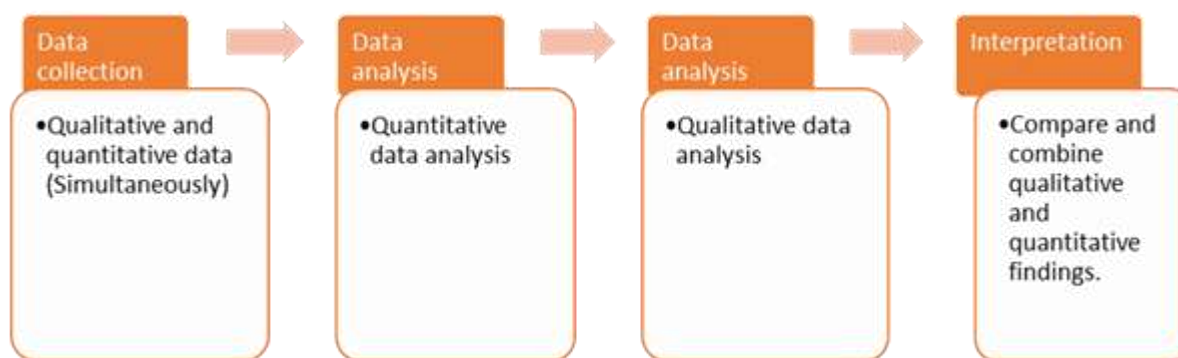 Data
collection
•Qualitative and
quantitative data
(Simultaneously)
Data
analysis
•Quantitative
data analysis
Data
analysis
•Qualitative data
analysis
Interpretation
•Compare and
combine
qualitative
and
quantitative
findings.